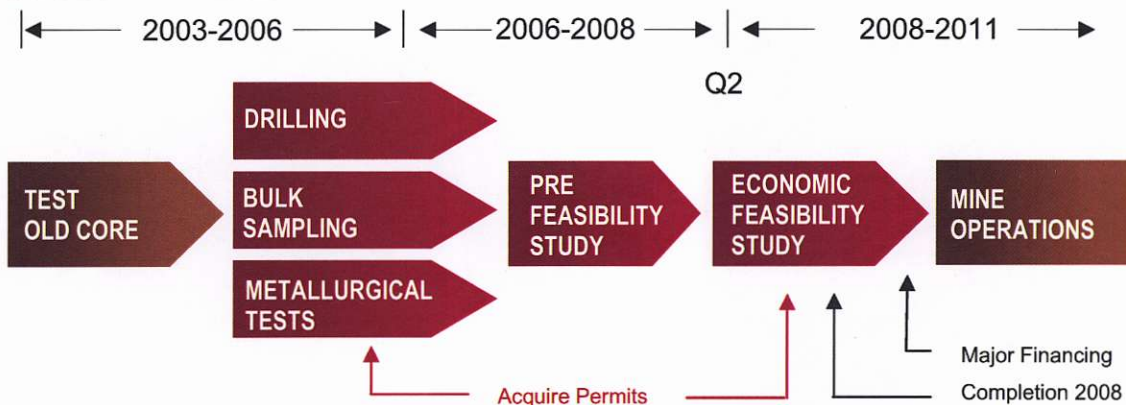 2003-2006
2006-2008
2008-2011
Q2
DRILLING
TEST
OLD CORE
BULK
SAMPLING
METALLURGICAL
TESTS
PRE
FEASIBILITY
STUDY
ECONOMIC
FEASIBILITY
STUDY
MINE
OPERATIONS
Acquire Permits
Major Financing
Completion 2008